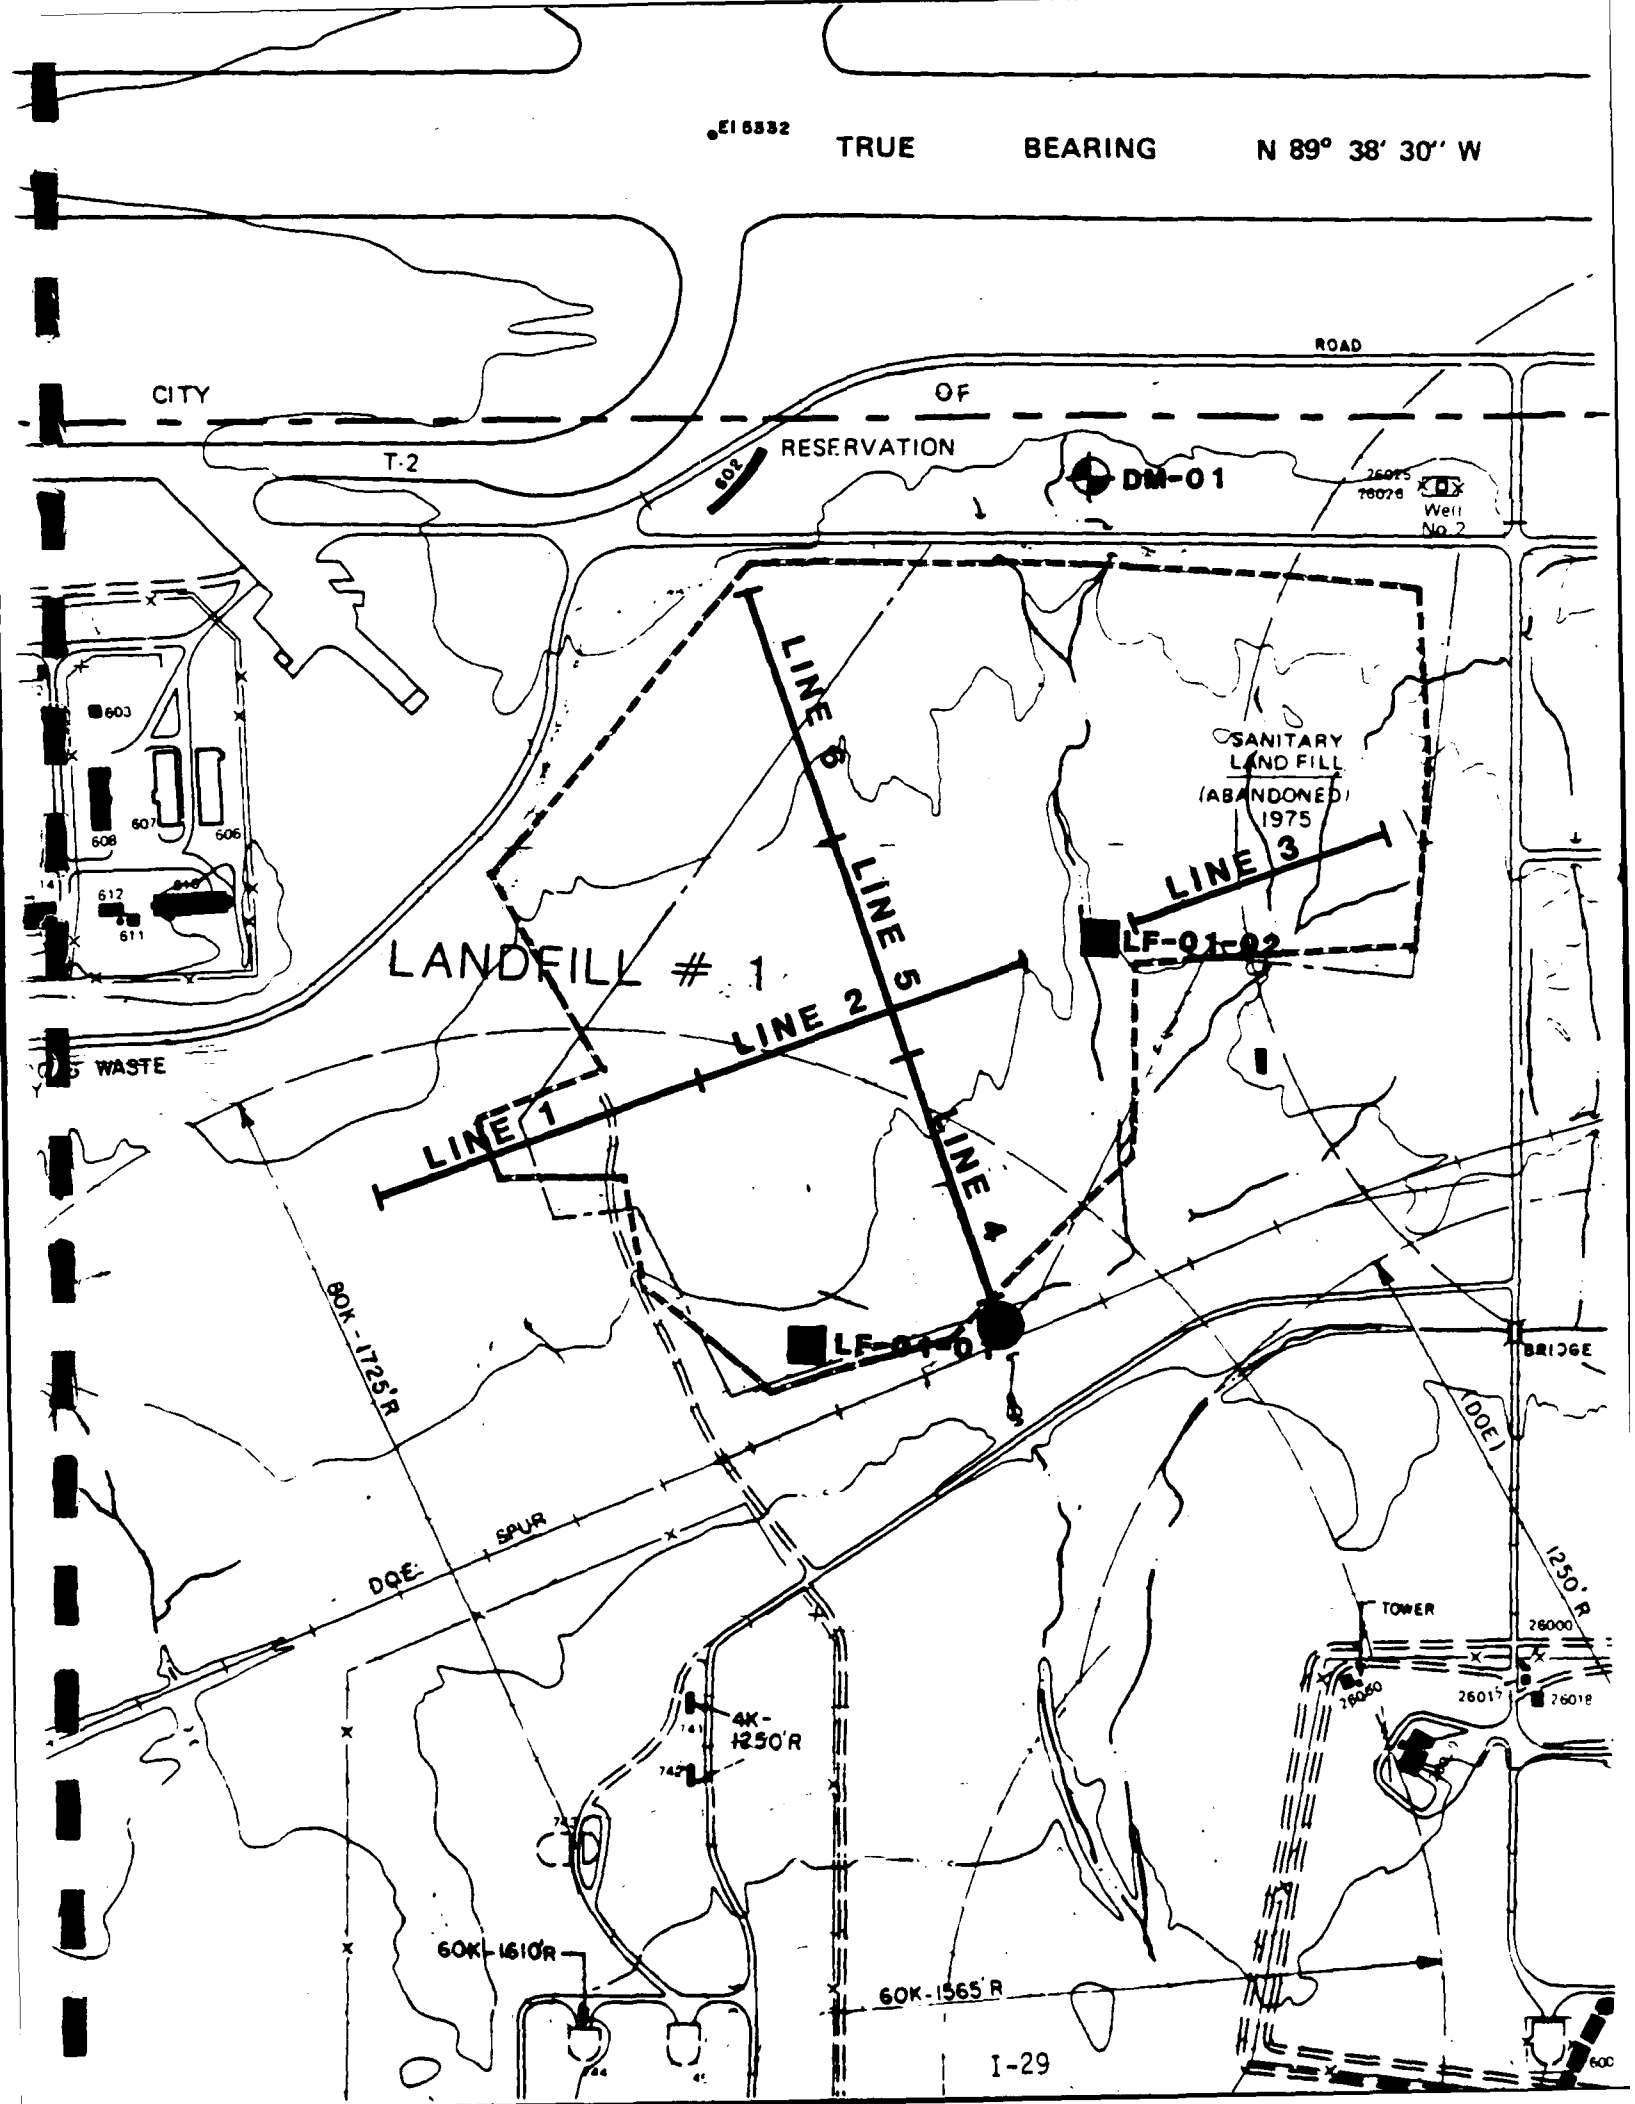 EI 5332
TRUE BEARING N 89° 38' 30" W
ROAD
CITY OF
RESERVATION
T-2
602
DM-01
26025
26026
Well
No. 2
LINE 6
603
SANITARY
LAND FILL
(ABANDONED)
1975
607
606
608
LINE 3
LINE 5
612
611
LF-01-02
LANDFILL # 1
LINE 2
WASTE
LINE 1
LINE 4
80K-1725'R
LF-01-0
BRIDGE
(DOE)
DOE SPUR
1250'R
TOWER
26000
26017
26018
741
4K-
1250'R
742
60K-1610'R
60K-1565'R
I-29